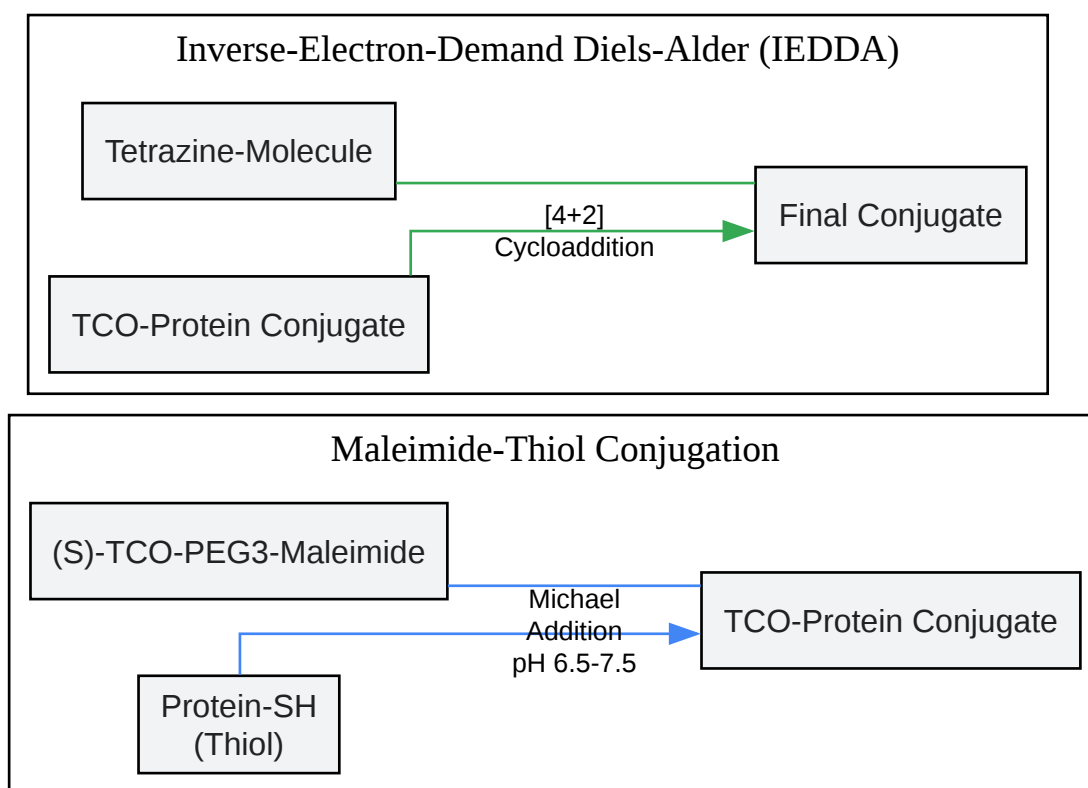 Inverse-Electron-Demand Diels-Alder (IEDDA)
Tetrazine-Molecule
[4+2]
Cycloaddition
Final Conjugate
TCO-Protein Conjugate
Maleimide-Thiol Conjugation
(S)-TCO-PEG3-Maleimide
Michael
Addition
pH 6.5-7.5
TCO-Protein Conjugate
Protein-SH
(Thiol)